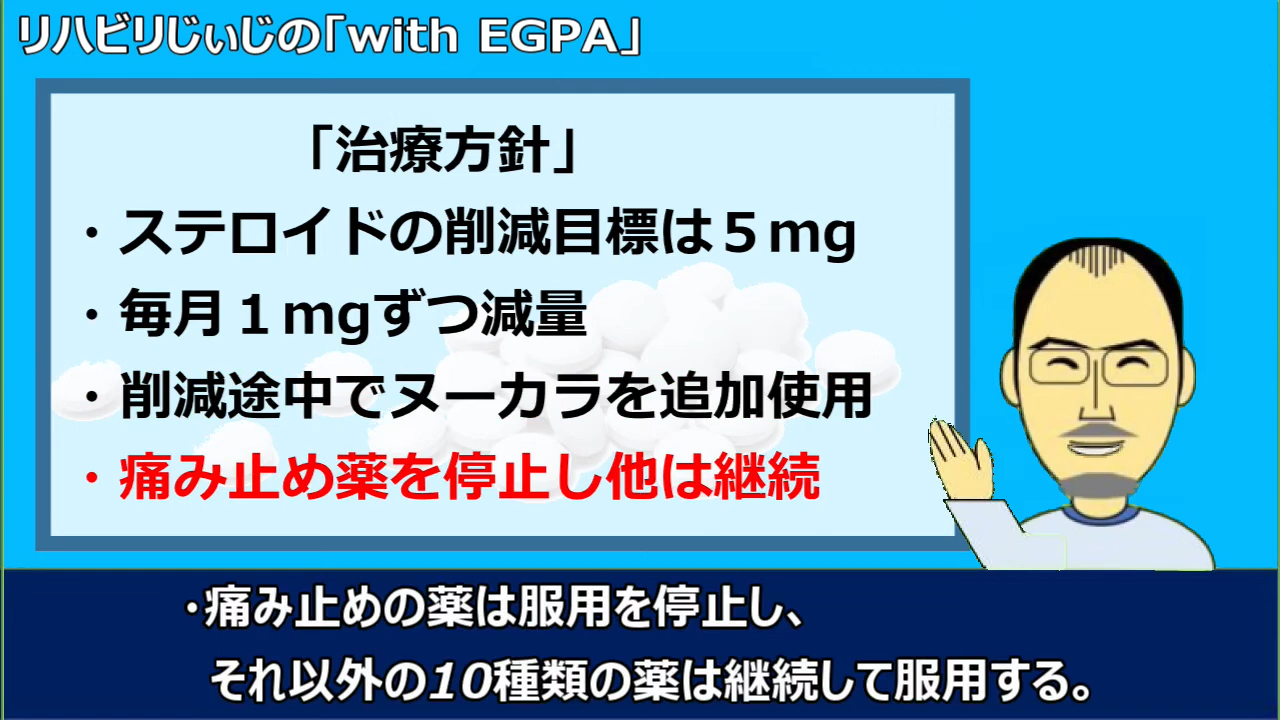 リハビリじぃじの「with EGPA」
「治療方針」
・ステロイドの削減目標は５mg
・毎月１mgずつ減量
・削減途中でヌーカラを追加使用
・痛み止め薬を停止し他は継続
・痛み止めの薬は服用を停止し、
それ以外の10種類の薬は継続して服用する。